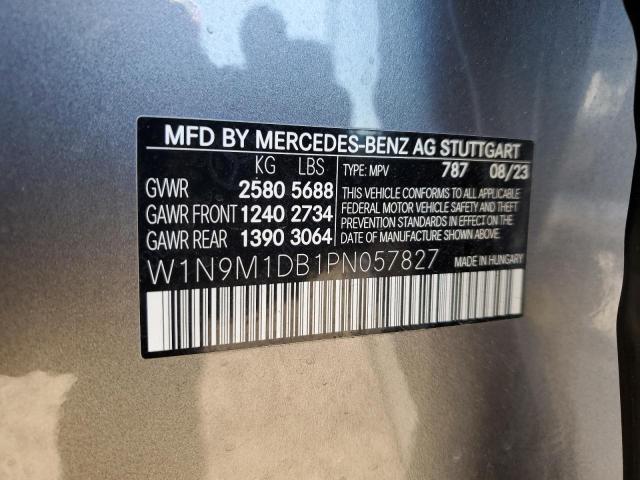 MFD BY MERCEDES-BENZ AG STUTTGART
KG LBS TYPE: MPV 787 08/23
GVWR 2580 5688
GAWR FRONT 1240 2734
GAWR REAR 1390 3064
THIS VEHICLE CONFORMS TO ALL APPLICABLE
FEDERAL MOTOR VEHICLE SAFETY AND THEFT
PREVENTION STANDARDS IN EFFECT ON THE
DATE OF MANUFACTURE SHOWN ABOVE.
W1N9M1DB1PN057827 MADE IN HUNGARY